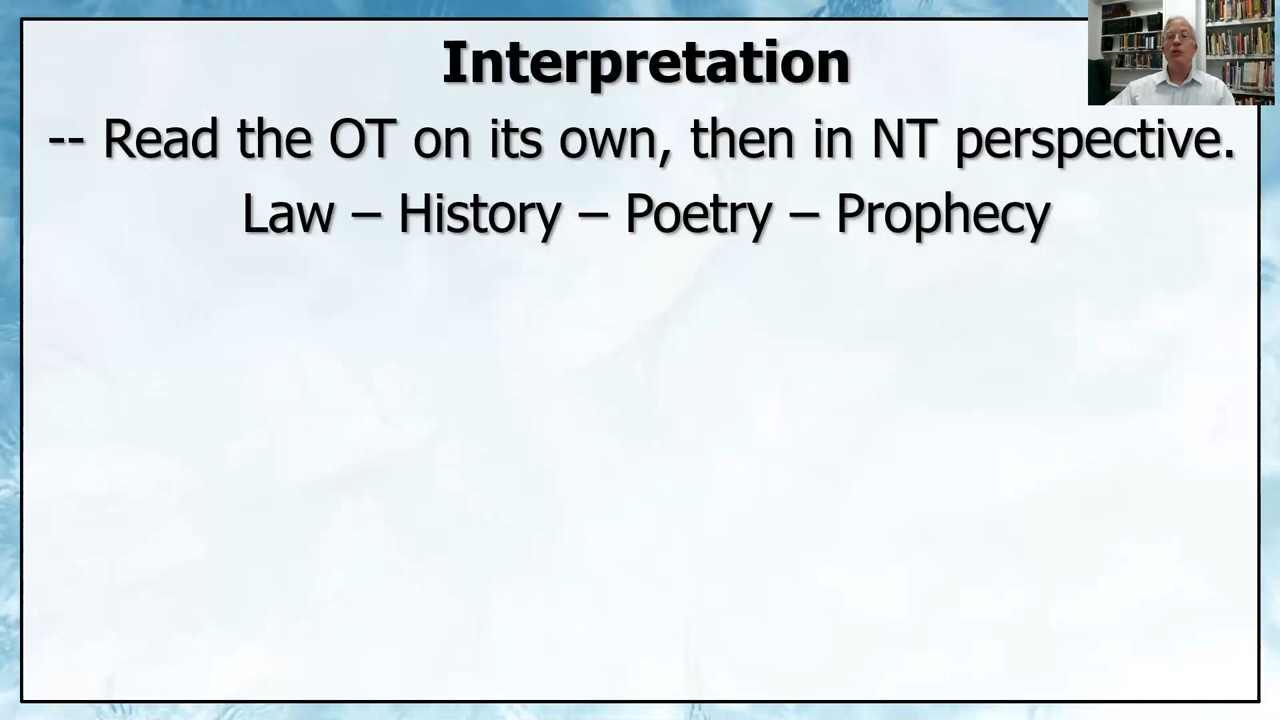 Interpretation
-- Read the OT on its own, then in NT perspective.
Law – History – Poetry – Prophecy